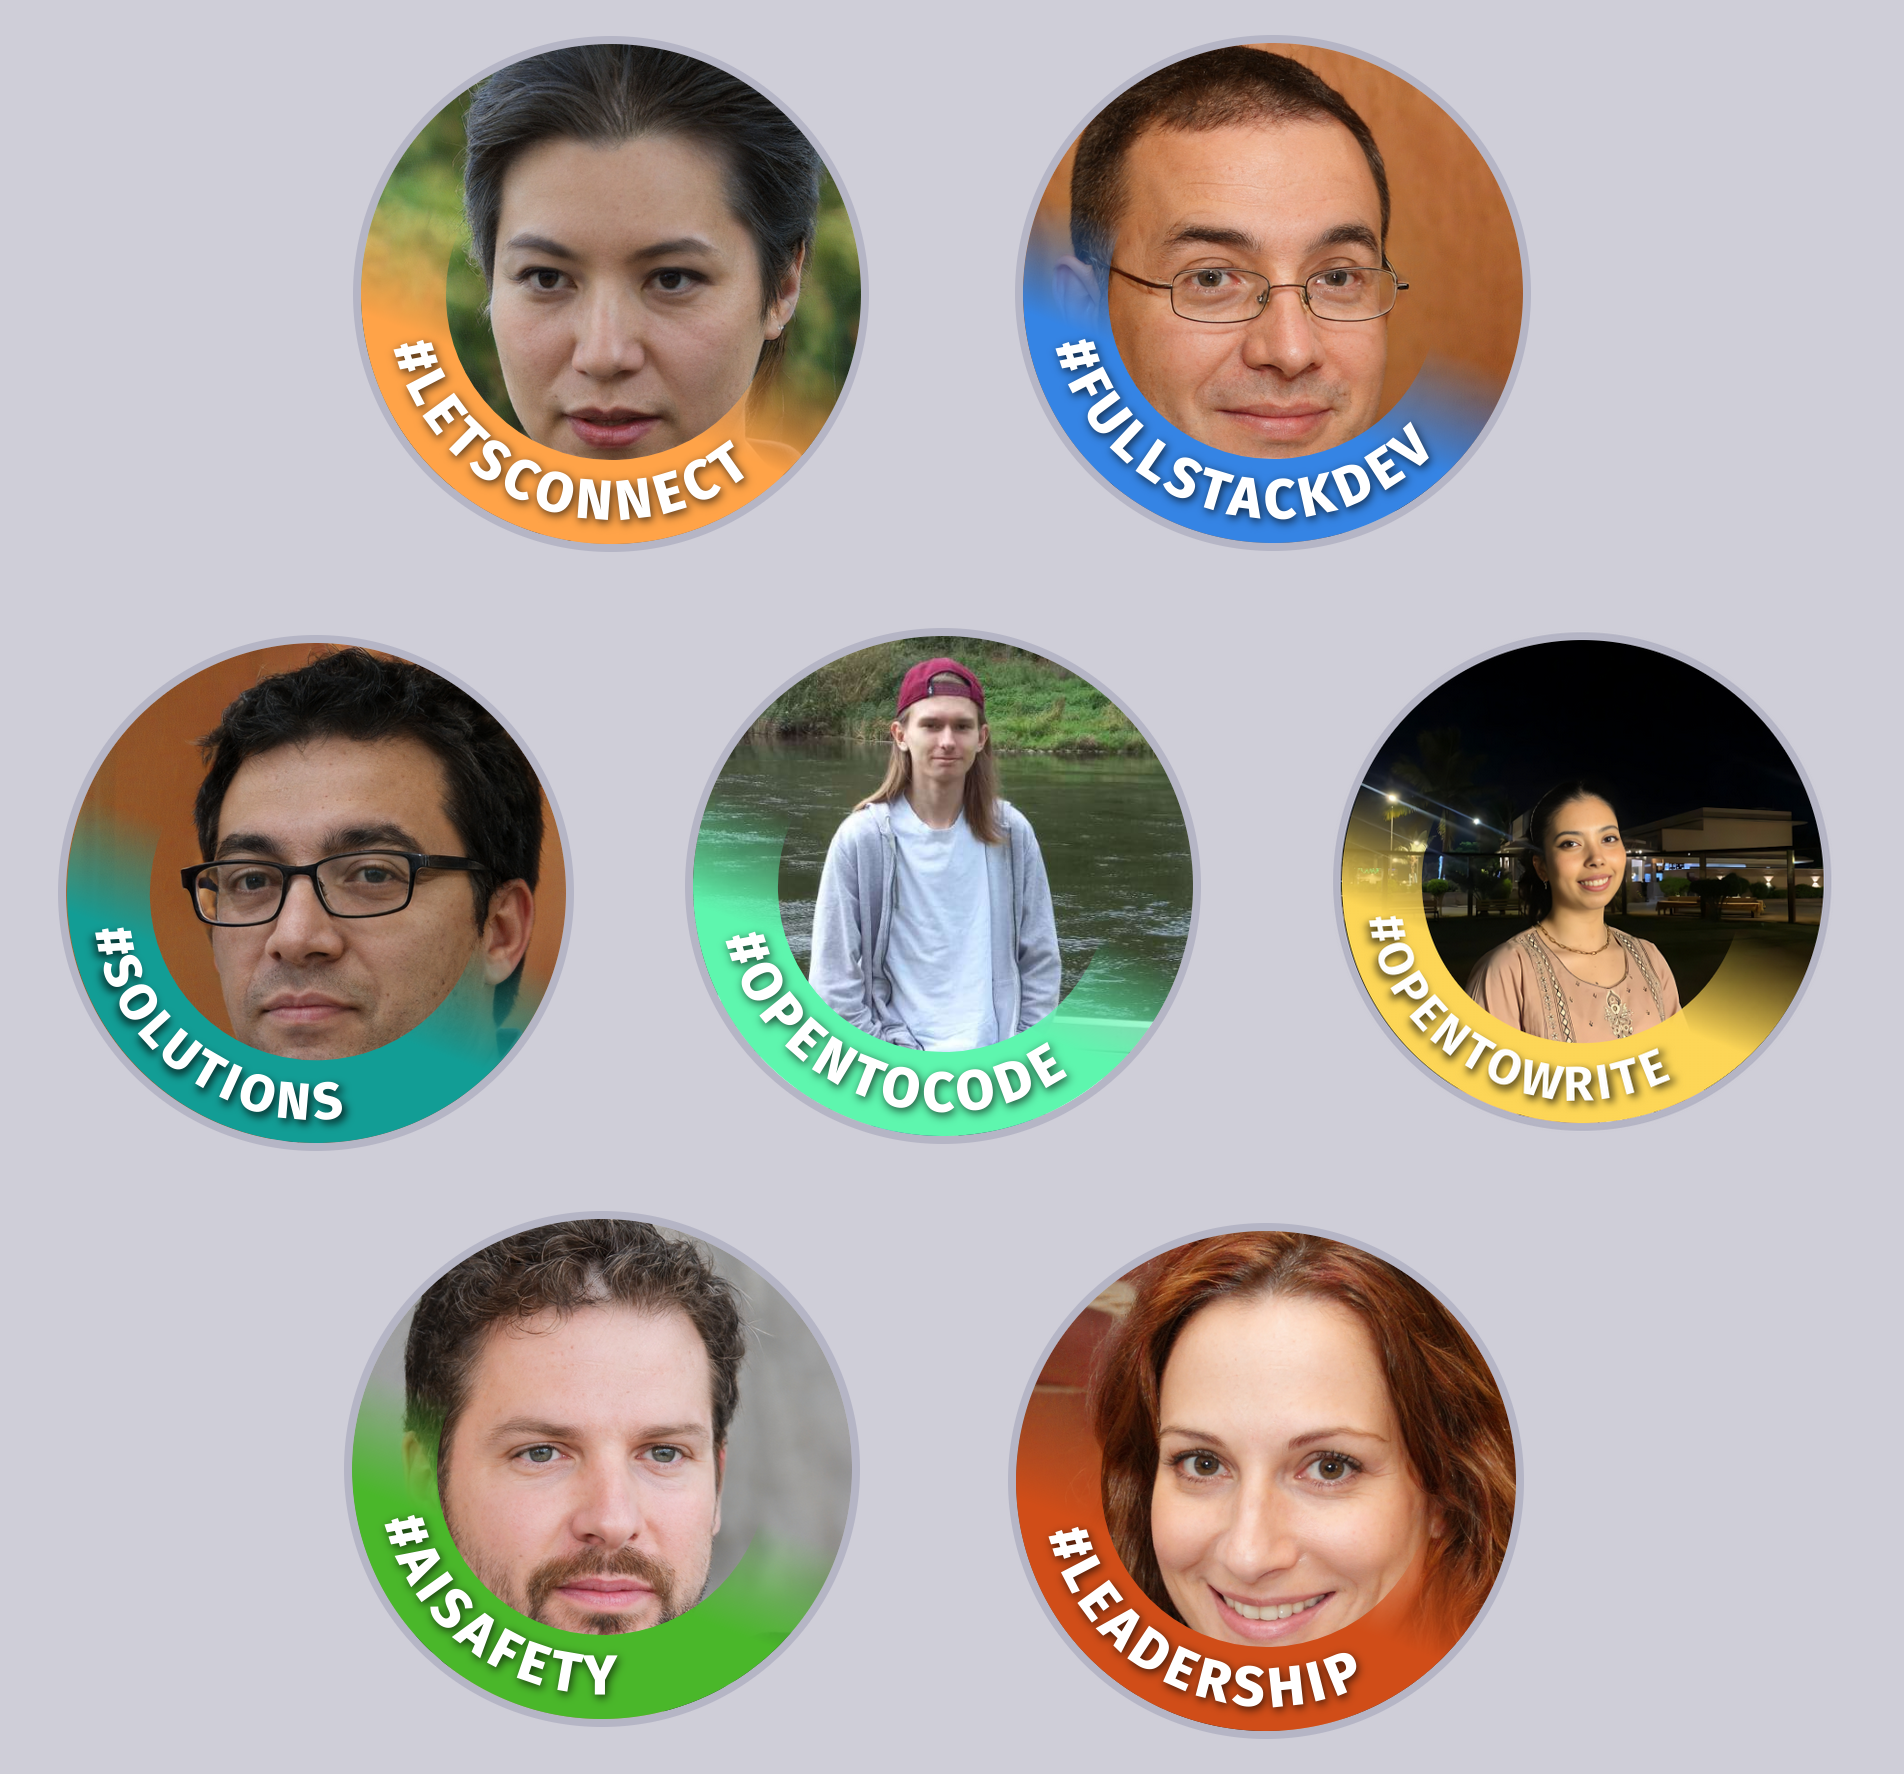 #LETSCONNECT
#FULLSTACKDEV
#SOLUTIONS
#OPENTOCODE
#OPENTOWRITE
#AISAFETY
#LEADERSHIP